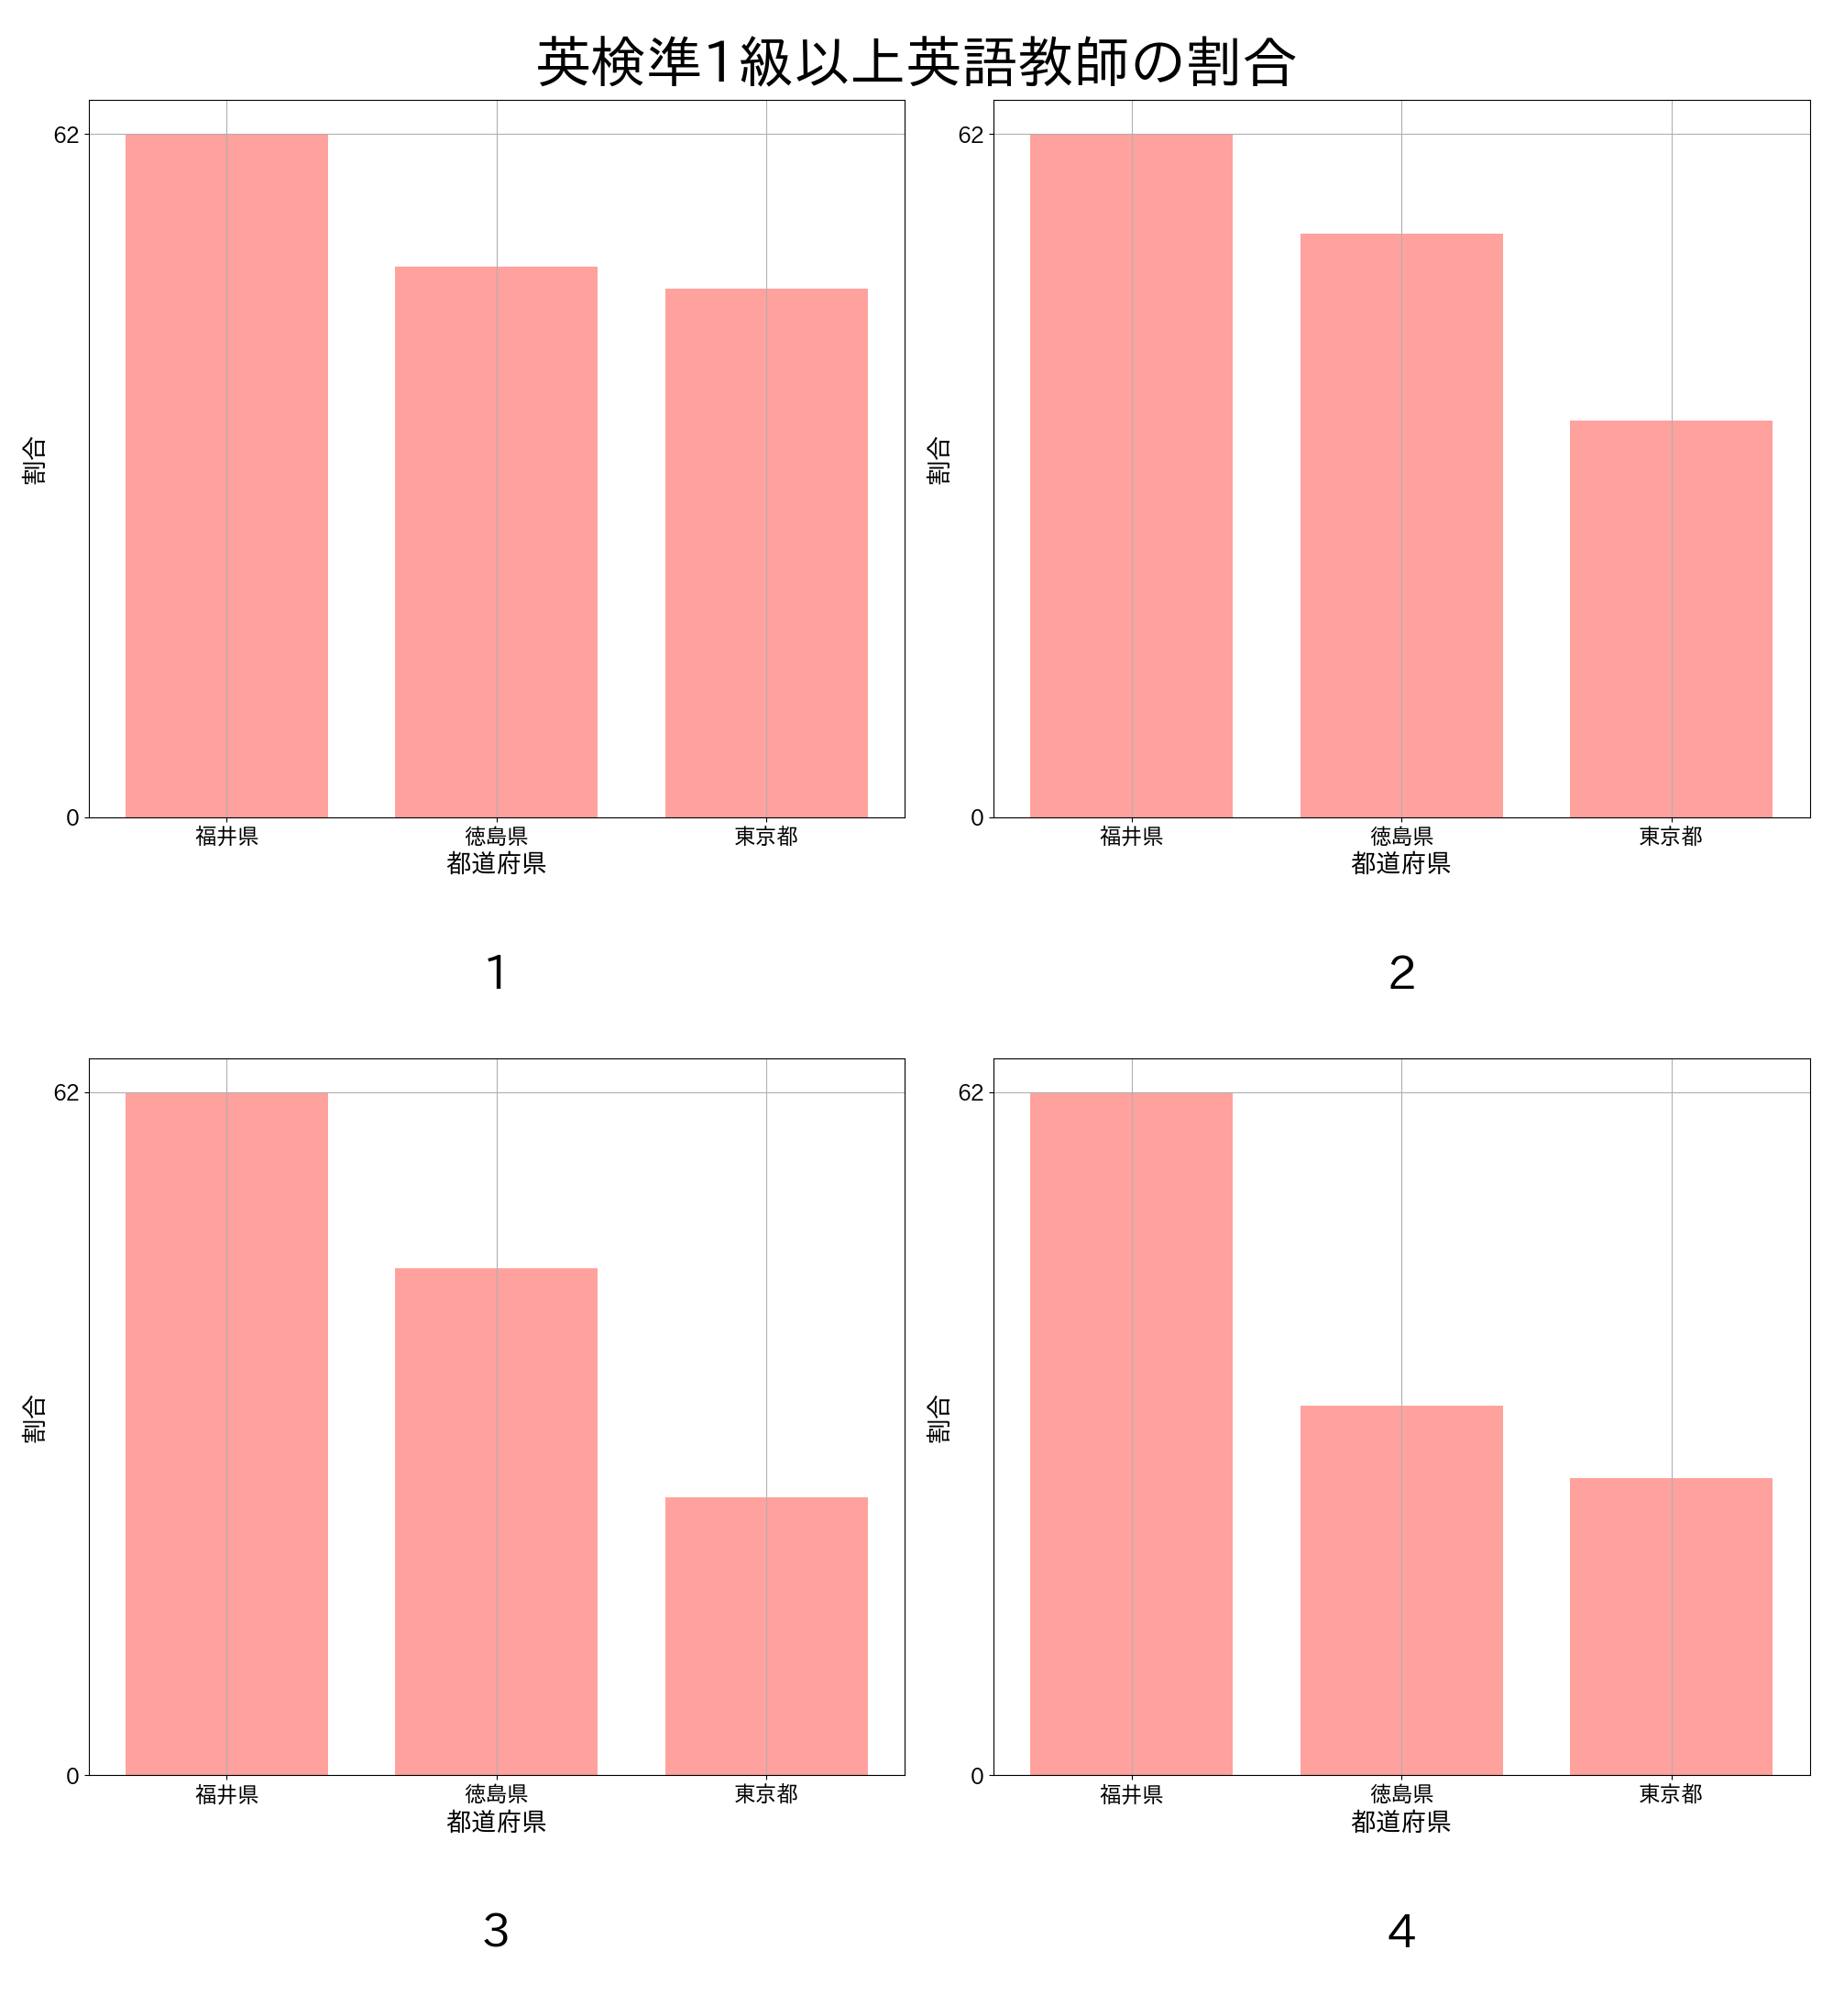 英検準1級以上英語教師の割合
62
0
割合
福井県 徳島県 東京都
都道府県
1
62
0
割合
福井県 徳島県 東京都
都道府県
2
62
0
割合
福井県 徳島県 東京都
都道府県
3
62
0
割合
福井県 徳島県 東京都
都道府県
4